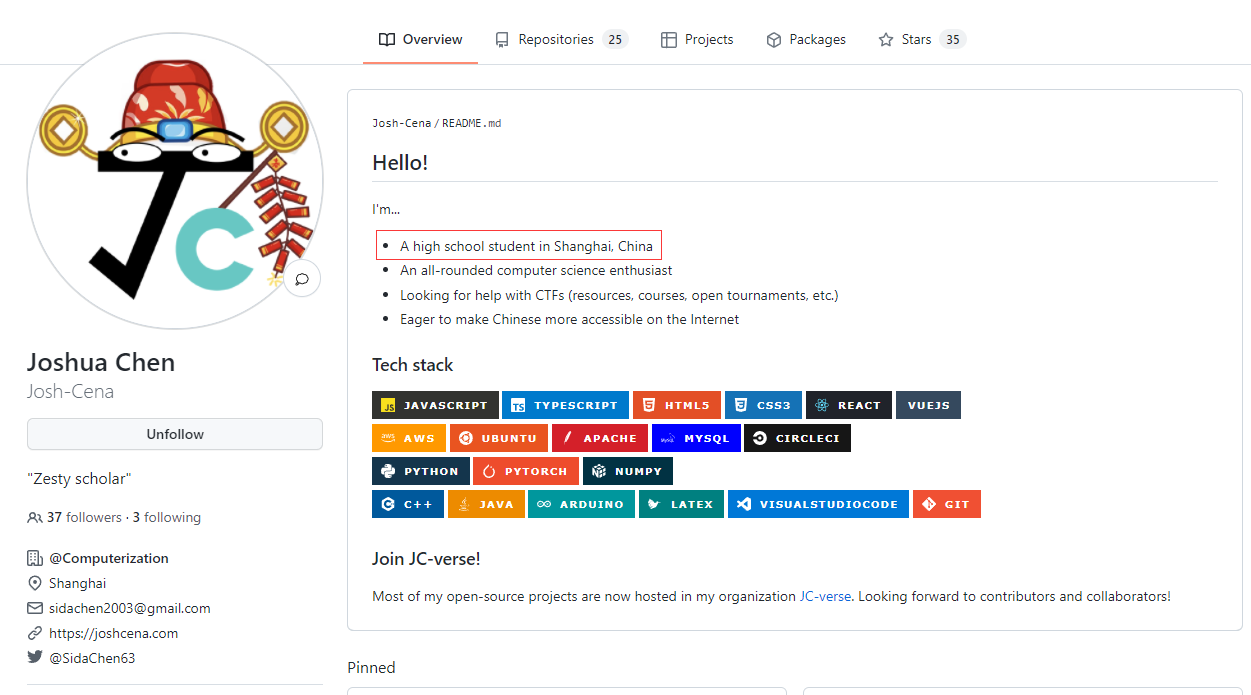 Overview
Repositories 25
Projects
Packages
Stars 35
Josh-Cena / README.md
Hello!
I'm...
A high school student in Shanghai, China
An all-rounded computer science enthusiast
Looking for help with CTFs (resources, courses, open tournaments, etc.)
Eager to make Chinese more accessible on the Internet
Tech stack
JS JAVASCRIPT TS TYPESCRIPT HTML5 CSS3 REACT VUEJS
aws AWS UBUNTU APACHE MYSQL CIRCLECI
PYTHON PYTORCH NUMPY
C++ JAVA ARDUINO LATEX VISUALSTUDIOCODE GIT
Join JC-verse!
Most of my open-source projects are now hosted in my organization JC-verse. Looking forward to contributors and collaborators!
Pinned
JC
Joshua Chen
Josh-Cena
Unfollow
"Zesty scholar"
37 followers · 3 following
@Computerization
Shanghai
sidachen2003@gmail.com
https://joshcena.com
@SidaChen63